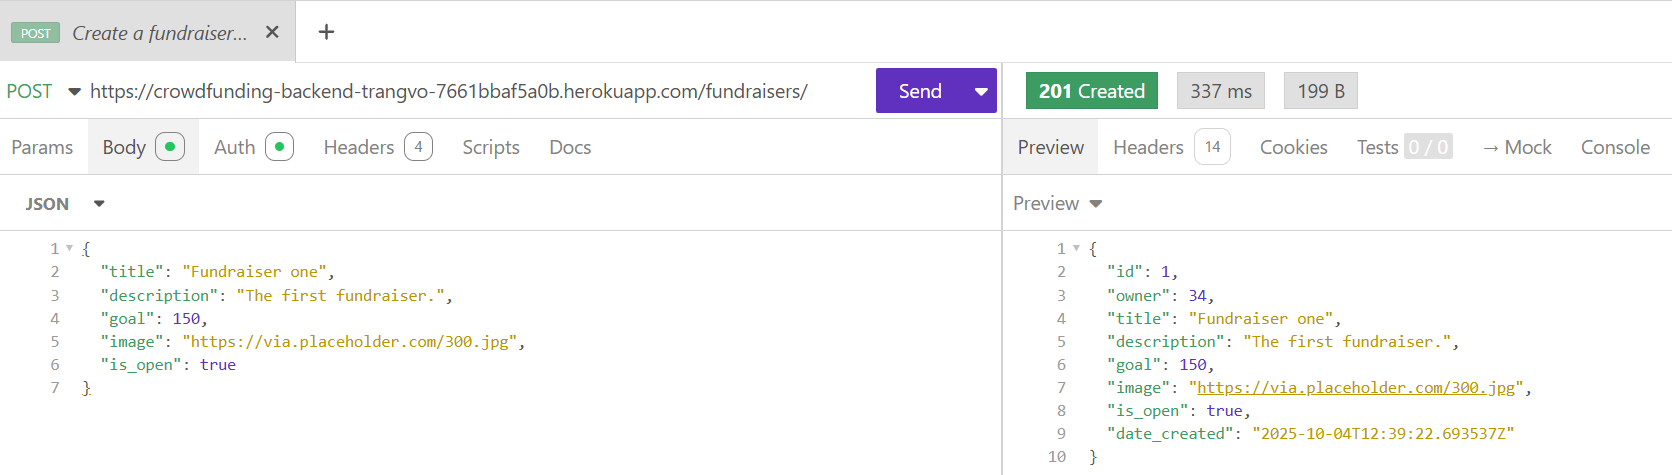 POST Create a fundraiser...
POST https://crowdfunding-backend-trangvo-7661bbaf5a0b.herokuapp.com/fundraisers/ Send
201 Created 337 ms 199 B
Params Body Auth Headers 4 Scripts Docs
Preview Headers 14 Cookies Tests 0 / 0 → Mock Console
JSON
1 {
2 "title": "Fundraiser one",
3 "description": "The first fundraiser.",
4 "goal": 150,
5 "image": "https://via.placeholder.com/300.jpg",
6 "is_open": true
7 }
Preview
1 {
2 "id": 1,
3 "owner": 34,
4 "title": "Fundraiser one",
5 "description": "The first fundraiser.",
6 "goal": 150,
7 "image": "https://via.placeholder.com/300.jpg",
8 "is_open": true,
9 "date_created": "2025-10-04T12:39:22.693537Z"
10 }